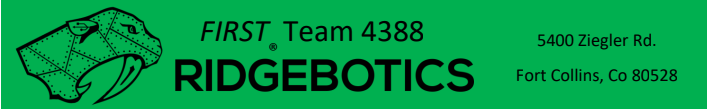 FIRST® Team 4388
RIDGEBOTICS
5400 Ziegler Rd.
Fort Collins, Co 80528